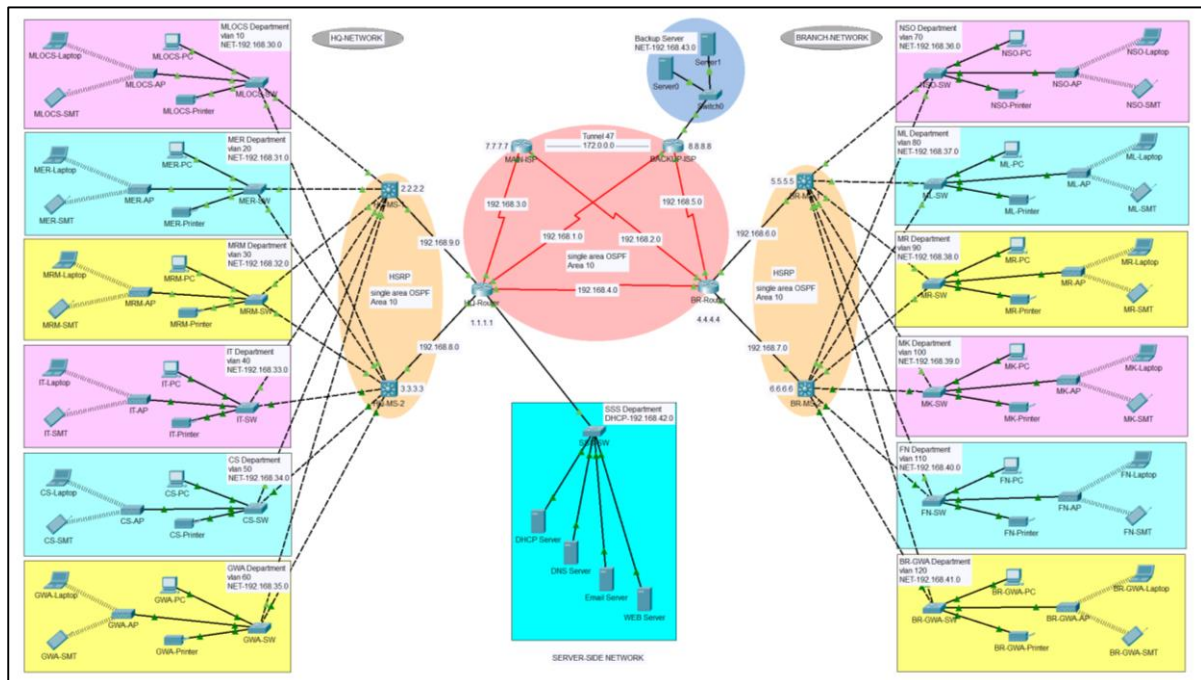 HQ-NETWORK
BRANCH-NETWORK
MLOCS Department
vlan 10
NET-192.168.30.0
MLOCS-Laptop
MLOCS-PC
MLOCS-AP
MLOCS-SW
MLOCS-SMT
MLOCS-Printer
MER Department
vlan 20
NET-192.168.31.0
MER-Laptop
MER-PC
MER-AP
MER-SW
MER-SMT
MER-Printer
MRM Department
vlan 30
NET-192.168.32.0
MRM-Laptop
MRM-PC
MRM-AP
MRM-SW
MRM-SMT
MRM-Printer
IT Department
vlan 40
NET-192.168.33.0
IT-Laptop
IT-PC
IT-AP
IT-SW
IT-SMT
IT-Printer
CS Department
vlan 50
NET-192.168.34.0
CS-Laptop
CS-PC
CS-AP
CS-SW
CS-SMT
CS-Printer
GWA Department
vlan 60
NET-192.168.35.0
GWA-Laptop
GWA-PC
GWA-AP
GWA-SW
GWA-SMT
GWA-Printer
2.2.2.2
HSRP
single area OSPF
Area 10
3.3.3.3
192.168.9.0
192.168.8.0
HQ-Router
1.1.1.1
Backup Server
NET-192.168.43.0
Server1
Server0
Switch0
Tunnel 47
172.0.0.0
7.7.7.7
MAIN-ISP
BACKUP-ISP
8.8.8.8
192.168.3.0
192.168.5.0
192.168.1.0
192.168.2.0
single area OSPF
Area 10
192.168.4.0
BR-Router
4.4.4.4
192.168.6.0
192.168.7.0
5.5.5.5
HSRP
single area OSPF
Area 10
6.6.6.6
SSS Department
DHCP-192.168.42.0
DHCP Server
DNS Server
Email Server
WEB Server
SERVER-SIDE NETWORK
NSO Department
vlan 70
NET-192.168.36.0
NSO-PC
NSO-Laptop
NSO-SW
NSO-AP
NSO-Printer
NSO-SMT
ML Department
vlan 80
NET-192.168.37.0
ML-PC
ML-Laptop
ML-SW
ML-AP
ML-Printer
ML-SMT
MR Department
vlan 90
NET-192.168.38.0
MR-PC
MR-Laptop
MR-SW
MR-AP
MR-Printer
MR-SMT
MK Department
vlan 100
NET-192.168.39.0
MK-PC
MK-Laptop
MK-SW
MK-AP
MK-Printer
MK-SMT
FN Department
vlan 110
NET-192.168.40.0
FN-PC
FN-Laptop
FN-SW
FN-AP
FN-Printer
FN-SMT
BR-GWA Department
vlan 120
NET-192.168.41.0
BR-GWA-PC
BR-GWA-Laptop
BR-GWA-SW
BR-GWA-AP
BR-GWA-Printer
BR-GWA-SMT